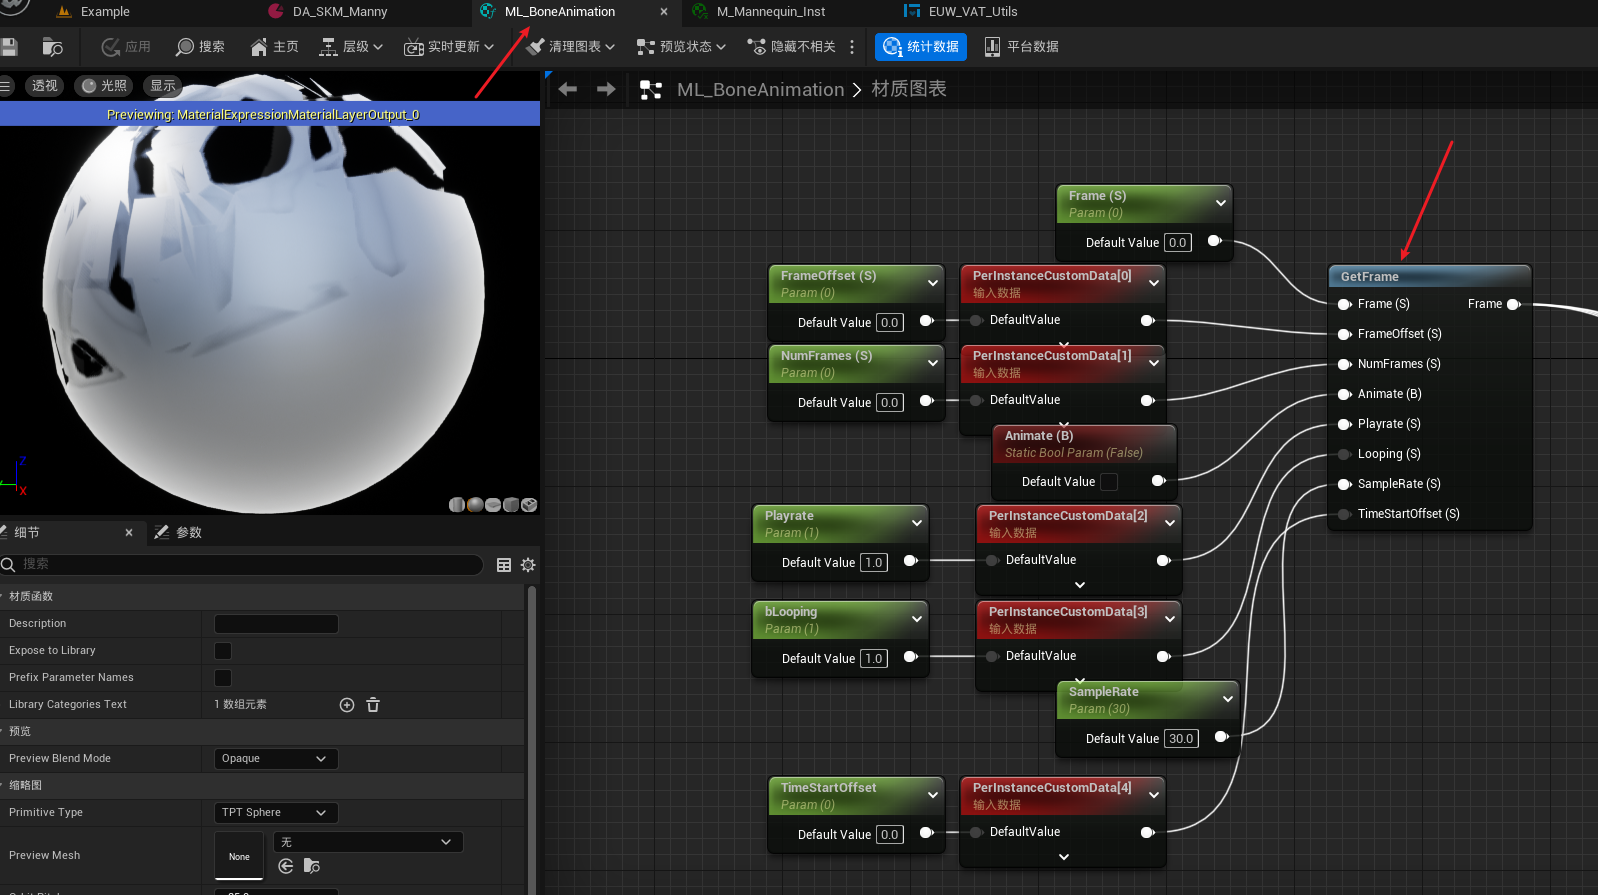 Example
DA_SKM_Manny
ML_BoneAnimation
M_Mannequin_Inst
EUW_VAT_Utils
应用
搜索
主页
层级
实时更新
清理图表
预览状态
隐藏不相关
统计数据
平台数据
透视
光照
显示
Previewing: MaterialExpressionMaterialLayerOutput_0
ML_BoneAnimation > 材质图表
Frame (S)
Param (0)
Default Value 0.0
FrameOffset (S)
Param (0)
Default Value 0.0
PerInstanceCustomData[0]
输入数据
DefaultValue
NumFrames (S)
Param (0)
Default Value 0.0
PerInstanceCustomData[1]
输入数据
DefaultValue
Animate (B)
Static Bool Param (False)
Default Value
Playrate
Param (1)
Default Value 1.0
PerInstanceCustomData[2]
输入数据
DefaultValue
bLooping
Param (1)
Default Value 1.0
PerInstanceCustomData[3]
输入数据
DefaultValue
SampleRate
Param (30)
Default Value 30.0
TimeStartOffset
Param (0)
Default Value 0.0
PerInstanceCustomData[4]
输入数据
DefaultValue
GetFrame
Frame (S)
Frame
FrameOffset (S)
NumFrames (S)
Animate (B)
Playrate (S)
Looping (S)
SampleRate (S)
TimeStartOffset (S)
Z
X
细节
参数
搜索
材质函数
Description
Expose to Library
Prefix Parameter Names
Library Categories Text
1 数组元素
预览
Preview Blend Mode
Opaque
缩略图
Primitive Type
TPT Sphere
Preview Mesh
None
无